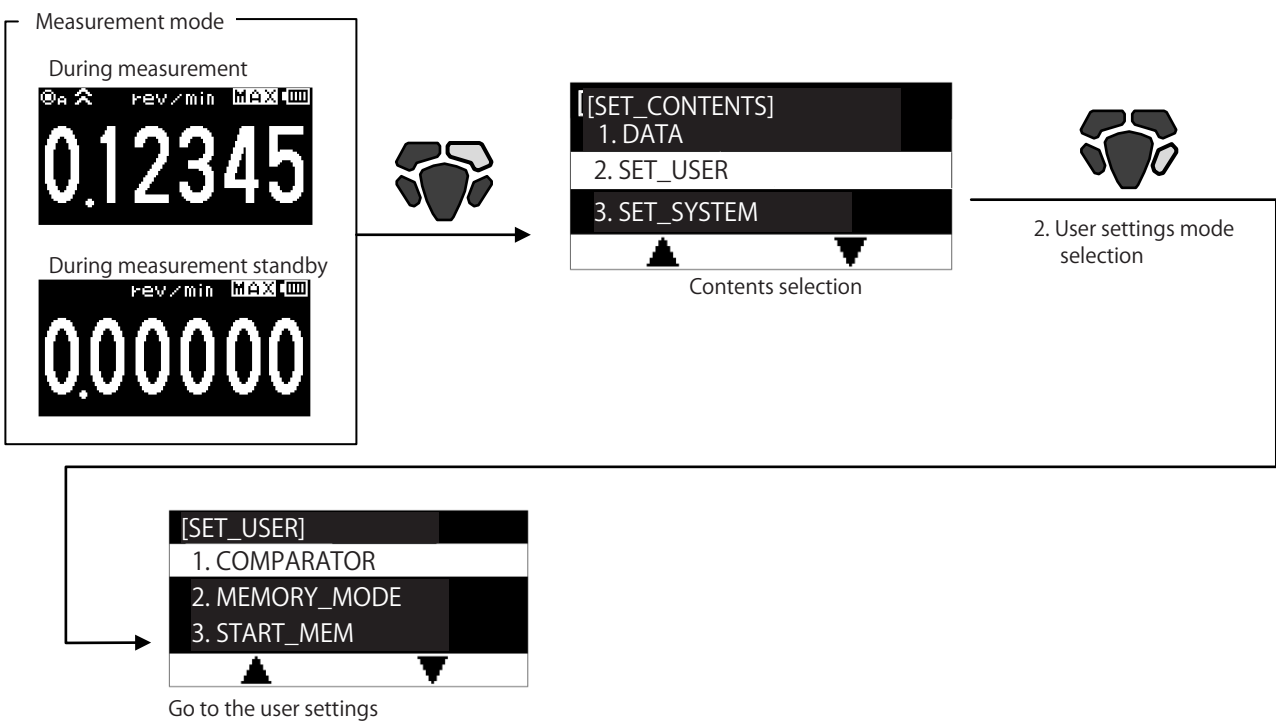 Measurement mode
During measurement
A rev/min MAX
0.12345
During measurement standby
rev/min MAX
0.00000
[[SET_CONTENTS]
1. DATA
2. SET_USER
3. SET_SYSTEM
Contents selection
2. User settings mode
selection
[SET_USER]
1. COMPARATOR
2. MEMORY_MODE
3. START_MEM
Go to the user settings